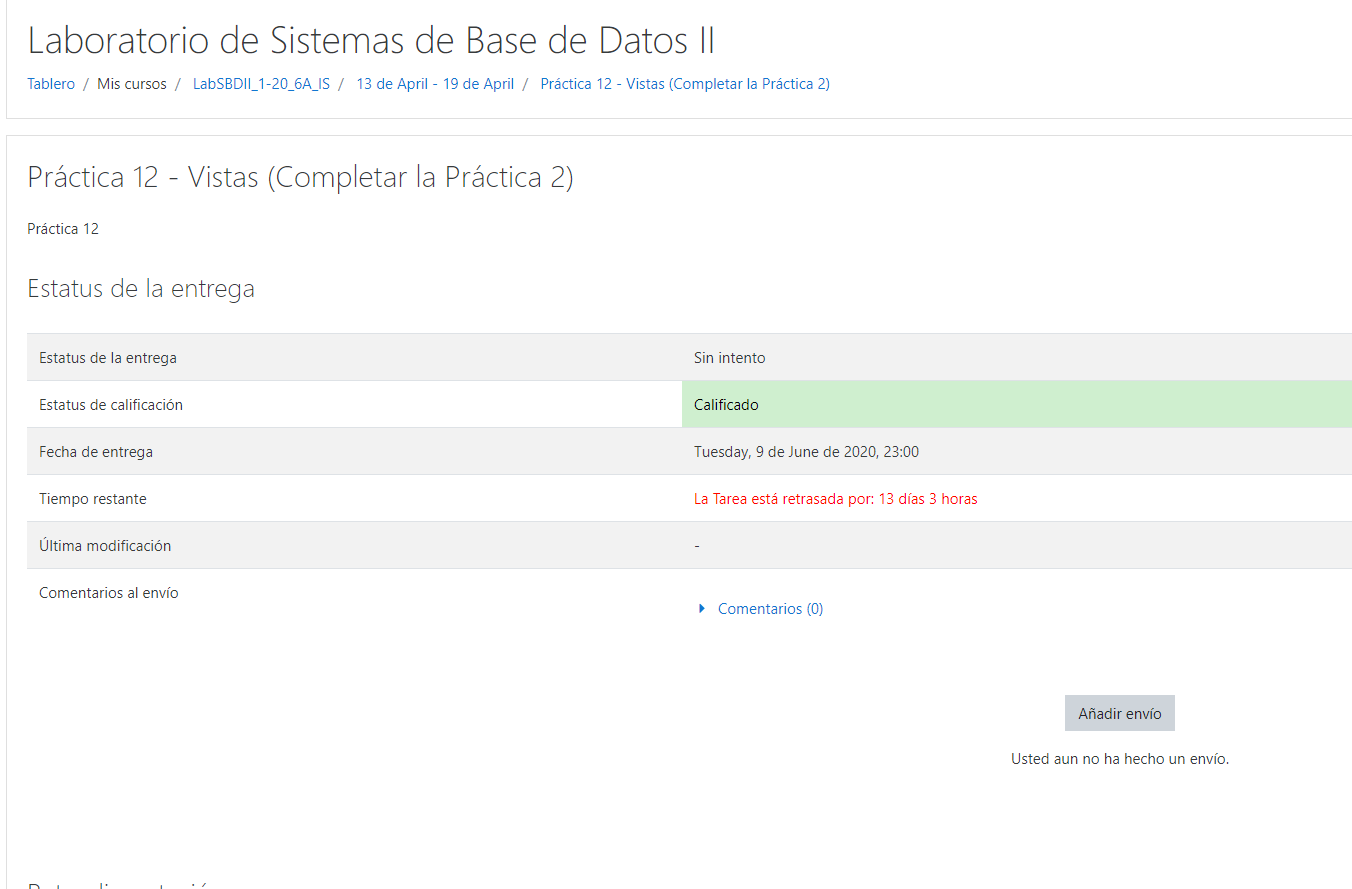 Laboratorio de Sistemas de Base de Datos II
Tablero / Mis cursos / LabSBDII_1-20_6A_IS / 13 de April - 19 de April / Práctica 12 - Vistas (Completar la Práctica 2)
Práctica 12 - Vistas (Completar la Práctica 2)
Práctica 12
Estatus de la entrega
Estatus de la entrega Sin intento
Estatus de calificación Calificado
Fecha de entrega Tuesday, 9 de June de 2020, 23:00
Tiempo restante La Tarea está retrasada por: 13 días 3 horas
Última modificación -
Comentarios al envío
Comentarios (0)
Añadir envío
Usted aun no ha hecho un envío.